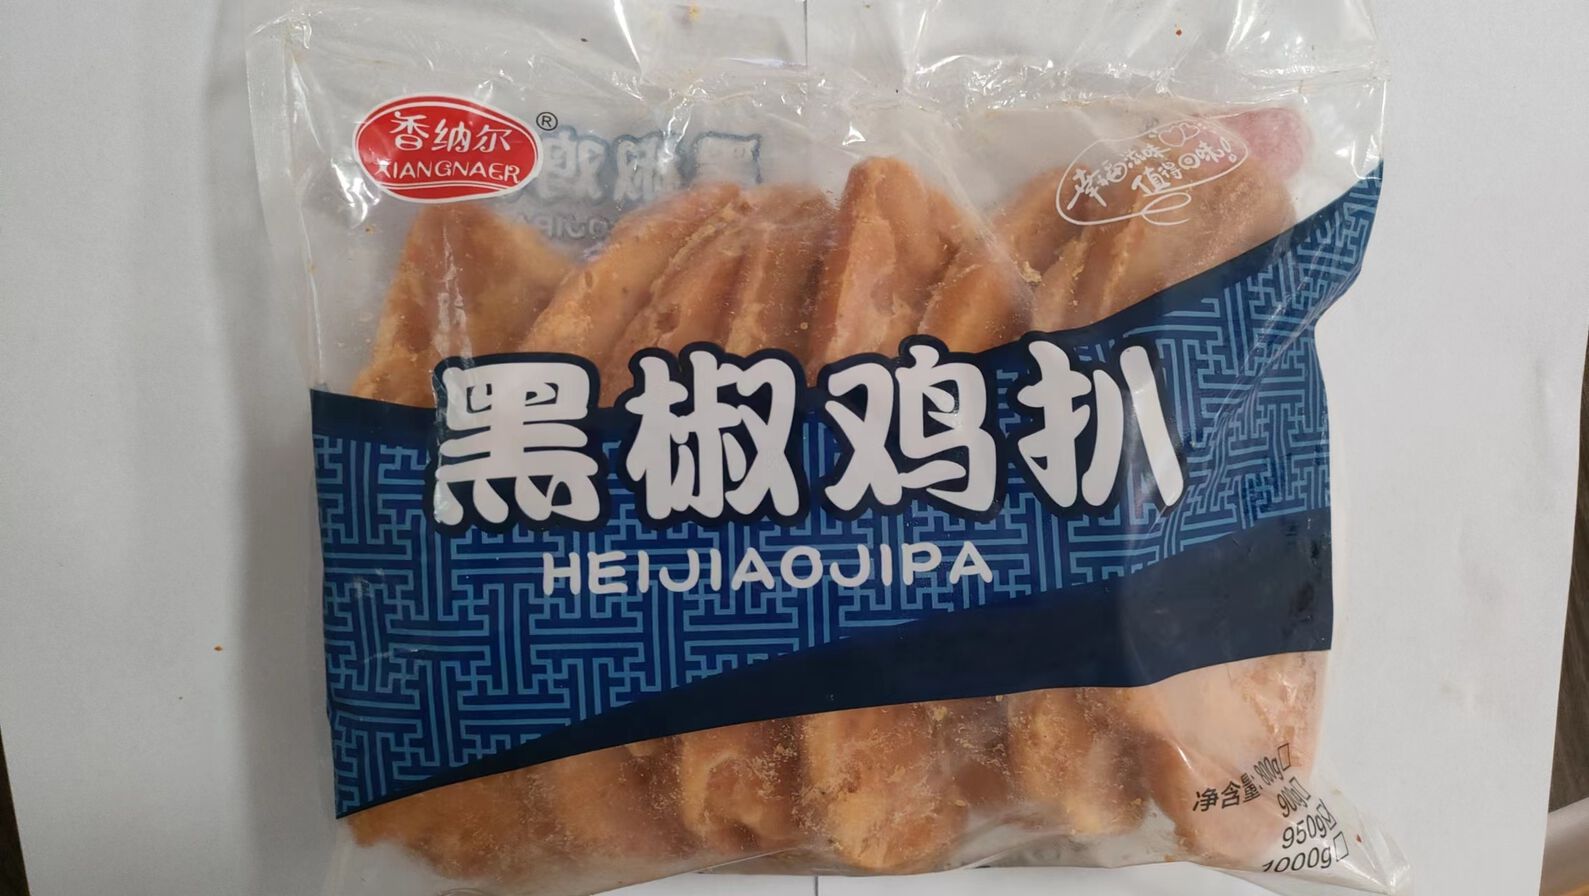 香纳尔
XIANGNAER
®
幸福滋味
值得回味!
黑椒鸡扒
HEIJIAOJIPA
净含量:800g□
900g□
950g☑
1000g□